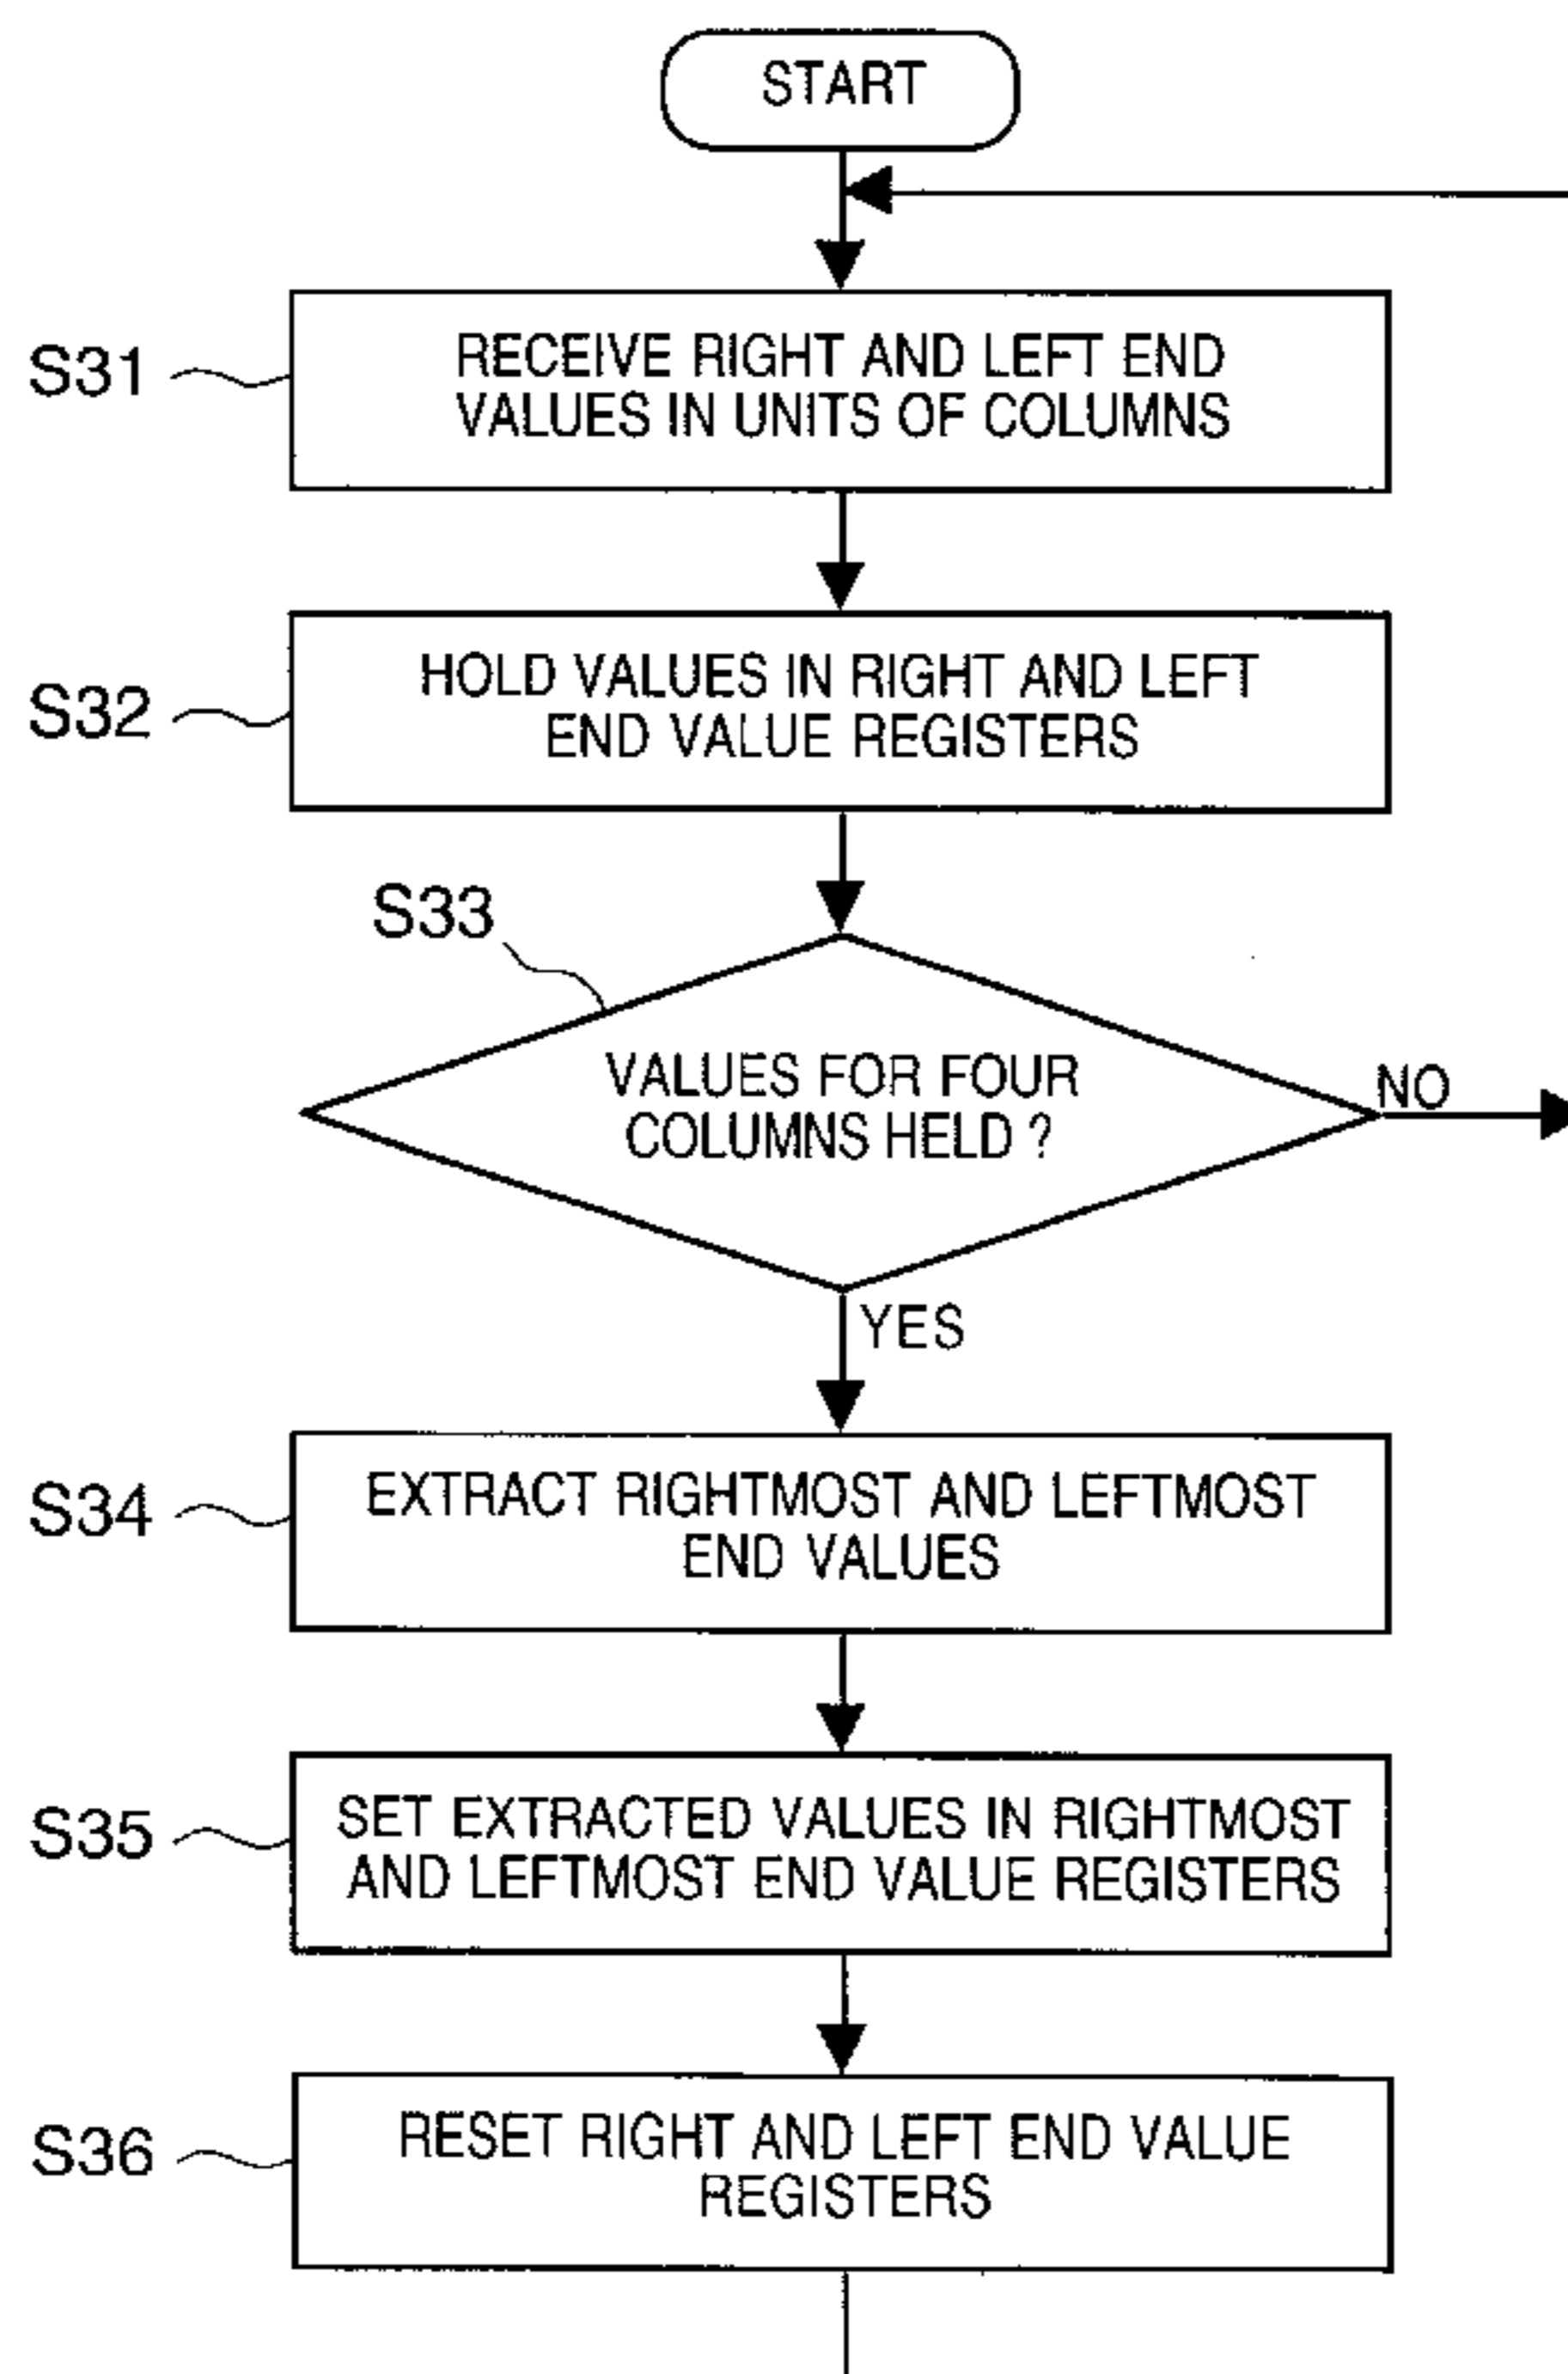 START
S31
RECEIVE RIGHT AND LEFT END
VALUES IN UNITS OF COLUMNS
S32
HOLD VALUES IN RIGHT AND LEFT
END VALUE REGISTERS
S33
VALUES FOR FOUR
COLUMNS HELD ?
NO
YES
S34
EXTRACT RIGHTMOST AND LEFTMOST
END VALUES
S35
SET EXTRACTED VALUES IN RIGHTMOST
AND LEFTMOST END VALUE REGISTERS
S36
RESET RIGHT AND LEFT END VALUE
REGISTERS